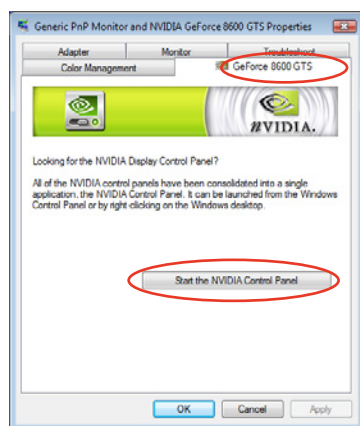 Generic PnP Monitor and NVIDIA GeForce 8600 GTS Properties
Adapter Monitor Troubleshoot
Color Management GeForce 8600 GTS
NVIDIA.
Looking for the NVIDIA Display Control Panel?
All of the NVIDIA control panels have been consolidated into a single
application, the NVIDIA Control Panel. It can be launched from the Windows
Control Panel or by right-clicking on the Windows desktop.
Start the NVIDIA Control Panel
OK Cancel Apply